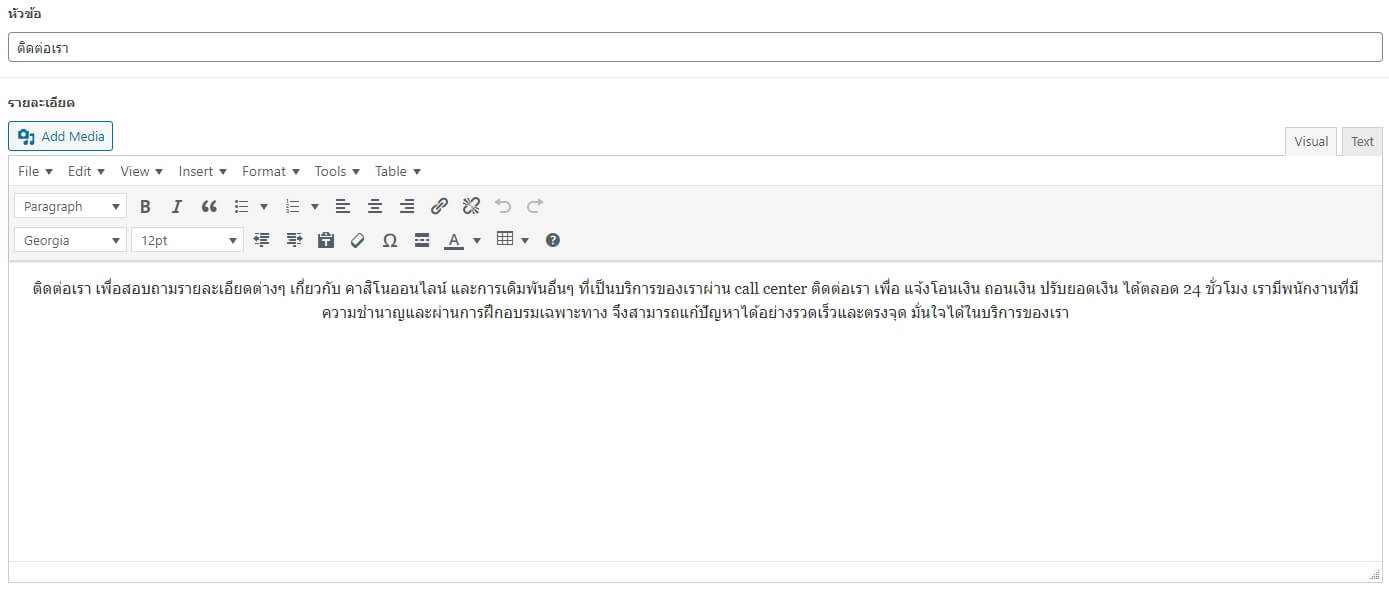 หัวข้อ
ติดต่อเรา
รายละเอียด
Add Media
Visual Text
File Edit View Insert Format Tools Table
Paragraph
Georgia 12pt
ติดต่อเรา เพื่อสอบถามรายละเอียดต่างๆ เกี่ยวกับ คาสิโนออนไลน์ และการเดิมพันอื่นๆ ที่เป็นบริการของเราผ่าน call center ติดต่อเรา เพื่อ แจ้งโอนเงิน ถอนเงิน ปรับยอดเงิน ได้ตลอด 24 ชั่วโมง เรามีพนักงานที่มี
ความชำนาญและผ่านการฝึกอบรมเฉพาะทาง จึงสามารถแก้ปัญหาได้อย่างรวดเร็วและตรงจุด มั่นใจได้ในบริการของเรา